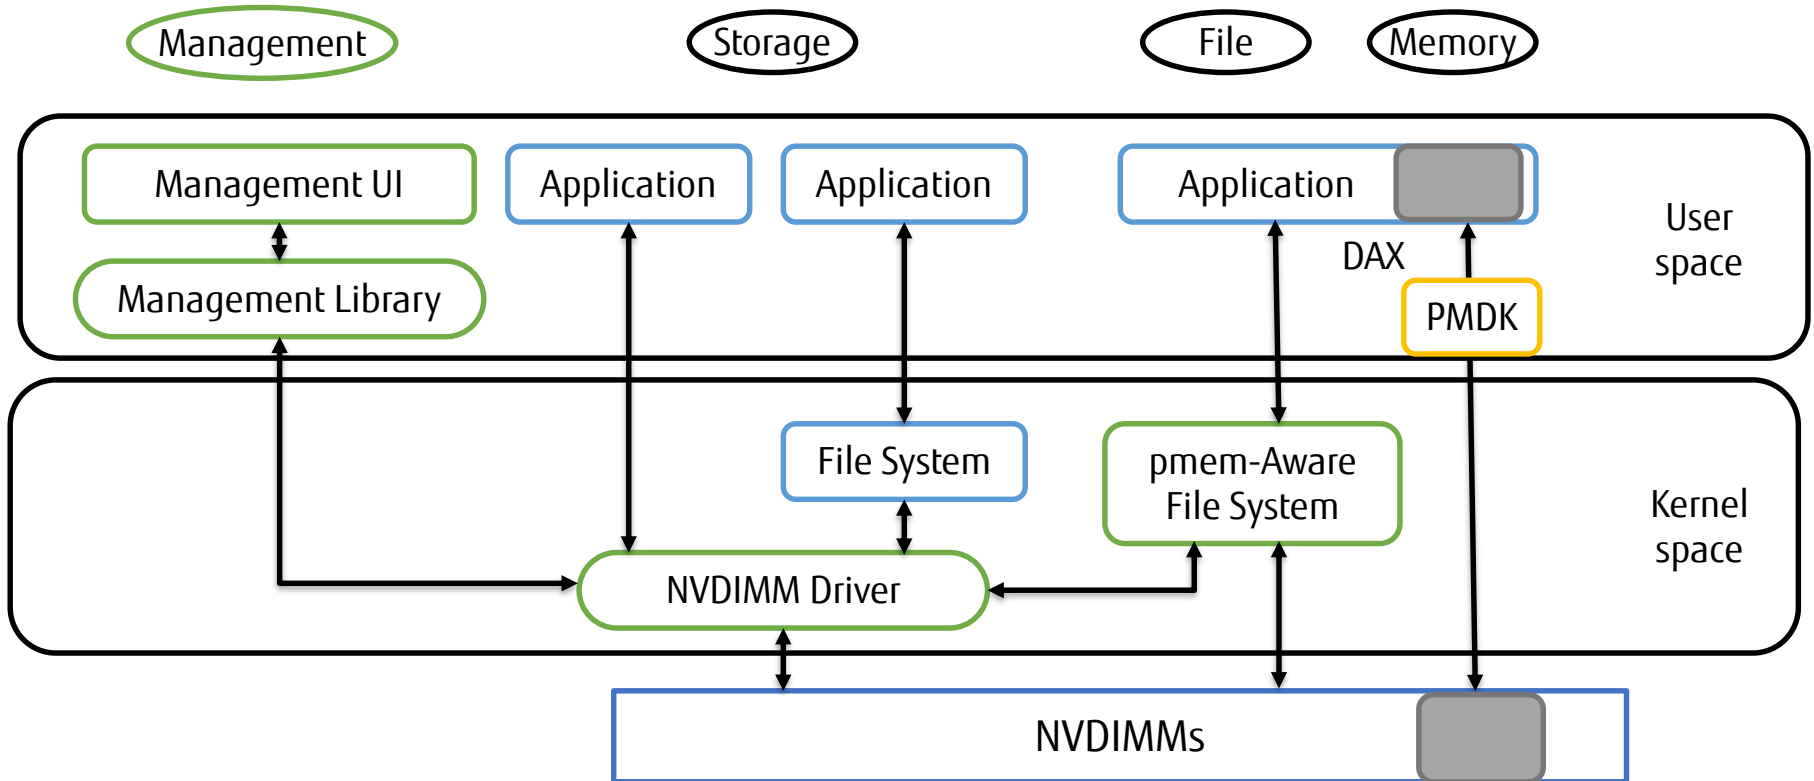 Management
Storage
File
Memory
Management UI
Application
Application
Application
User
space
DAX
Management Library
PMDK
File System
pmem-Aware
File System
Kernel
space
NVDIMM Driver
NVDIMMs